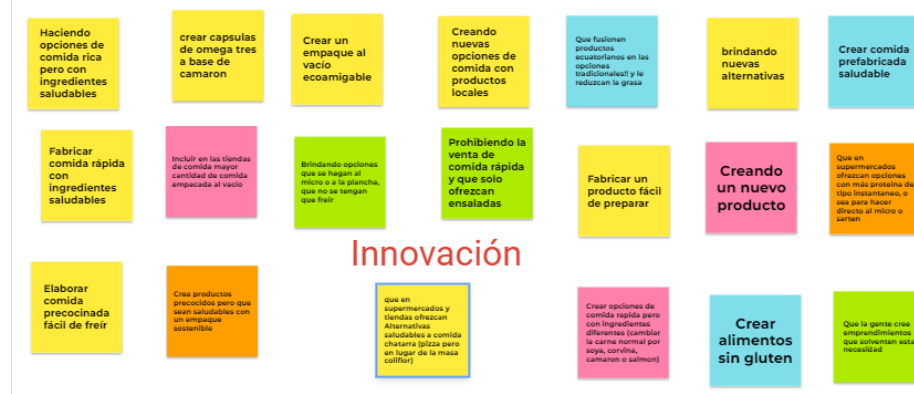 Haciendo
opciones de
comida rica
pero con
ingredientes
saludables
crear capsulas
de omega tres
a base de
camaron
Crear un
empaque al
vacío
ecoamigable
Creando
nuevas
opciones de
comida con
productos
locales
Que fusionen
productos
ecuatorianos en las
opciones
tradicionales!! y le
reduzcan la grasa
brindando
nuevas
alternativas
Crear comida
prefabricada
saludable
Fabricar
comida rápida
con
ingredientes
saludables
Incluir en las tiendas
de comida mayor
cantidad de comida
empacada al vacío
Brindando opciones
que se hagan al
micro o a la plancha,
que no se tengan
que freir
Prohibiendo la
venta de
comida rápida
y que solo
ofrezcan
ensaladas
Fabricar un
producto fácil
de preparar
Creando
un nuevo
producto
Que en
supermercados
ofrezcan opciones
con más proteína de
tipo instantaneo, o
sea para hacer
directo al micro o
sarten
Innovación
Elaborar
comida
precocinada
fácil de freír
Crea productos
precocidos pero que
sean saludables con
un empaque
sostenible
que en
supermercados y
tiendas ofrezcan
Alternativas
saludables a comida
chatarra (pizza pero
en lugar de la masa
coliflor)
Crear opciones de
comida rapida pero
con ingredientes
diferentes (cambiar
la carne normal por
soya, corvina,
camaron o salmon)
Crear
alimentos
sin gluten
Que la gente cree
emprendimientos
que solventen esta
necesidad